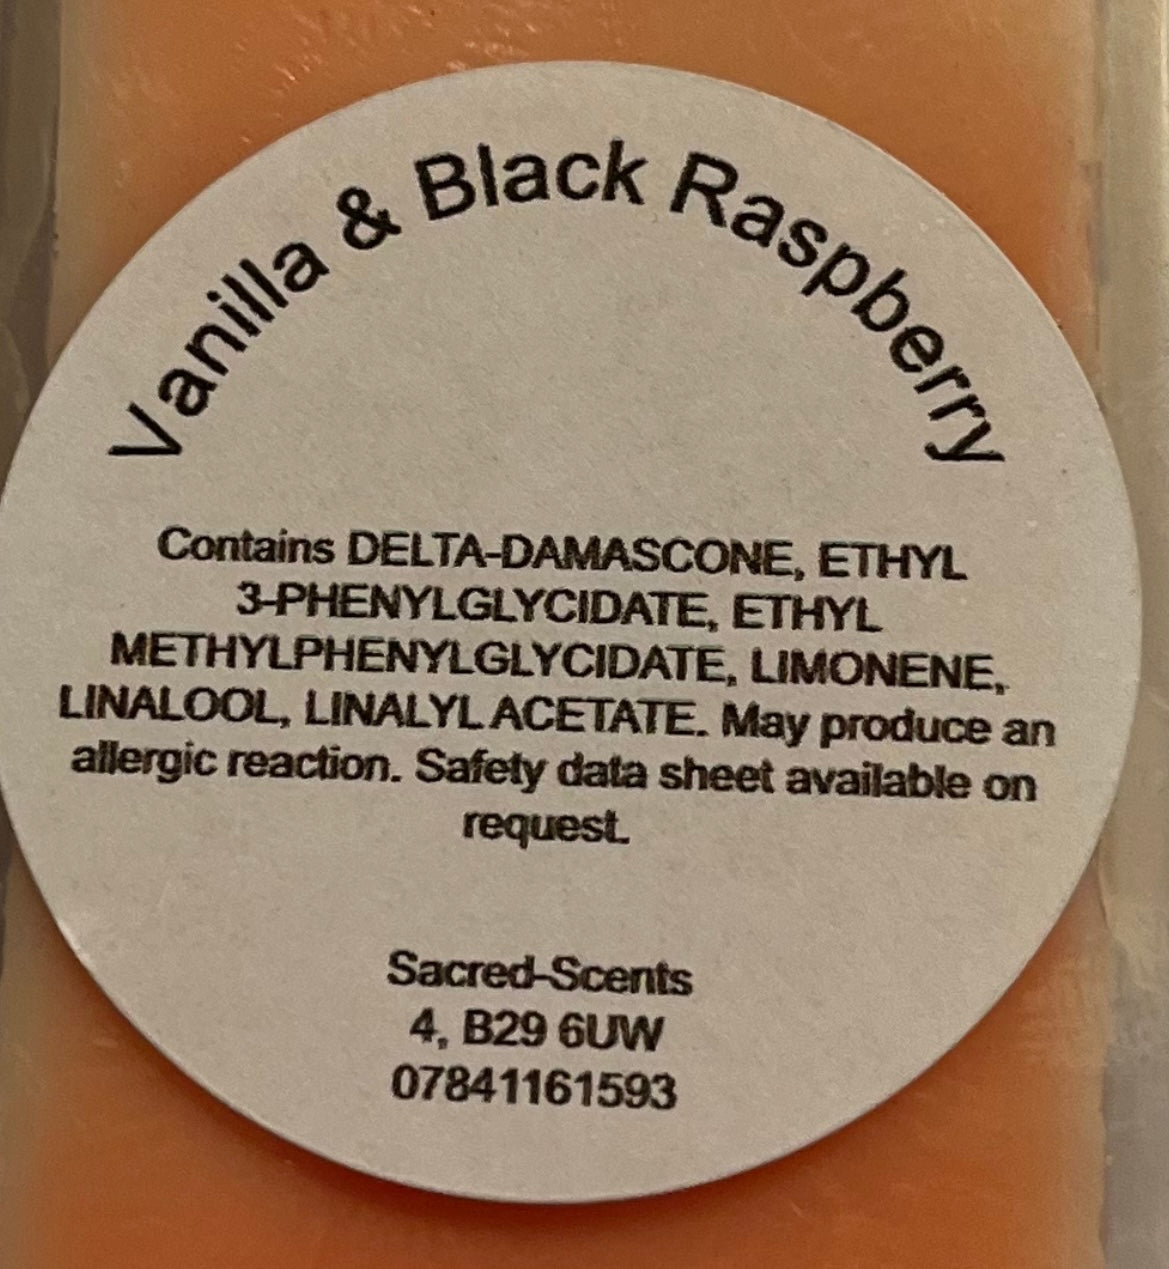 Vanilla & Black Raspberry
Contains DELTA-DAMASCONE, ETHYL
3-PHENYLGLYCIDATE, ETHYL
METHYLPHENYLGLYCIDATE, LIMONENE,
LINALOOL, LINALYL ACETATE. May produce an
allergic reaction. Safety data sheet available on
request.
Sacred-Scents
4, B29 6UW
07841161593